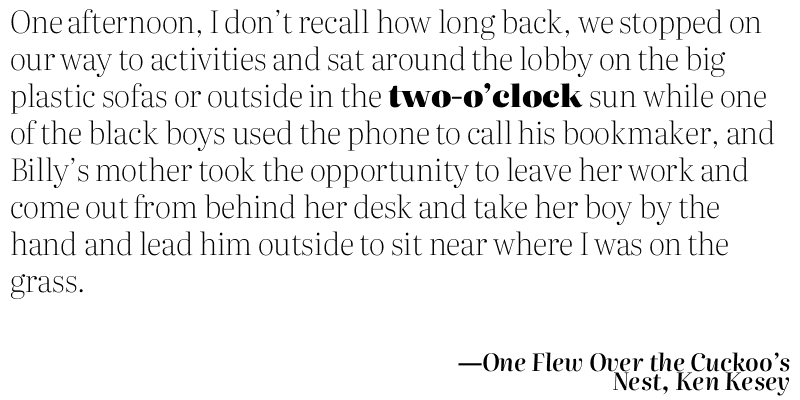 One afternoon, I don’t recall how long back, we stopped on
our way to activities and sat around the lobby on the big
plastic sofas or outside in the two-o’clock sun while one
of the black boys used the phone to call his bookmaker, and
Billy’s mother took the opportunity to leave her work and
come out from behind her desk and take her boy by the
hand and lead him outside to sit near where I was on the
grass.
—One Flew Over the Cuckoo’s
Nest, Ken Kesey